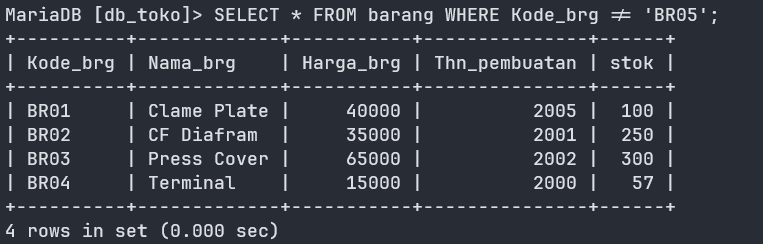 MariaDB [db_toko]> SELECT * FROM barang WHERE Kode_brg != 'BR05';
+----------+-------------+-----------+---------------+------+
| Kode_brg | Nama_brg    | Harga_brg | Thn_pembuatan | stok |
+----------+-------------+-----------+---------------+------+
| BR01     | Clame Plate |     40000 |          2005 |  100 |
| BR02     | CF Diafram  |     35000 |          2001 |  250 |
| BR03     | Press Cover |     65000 |          2002 |  300 |
| BR04     | Terminal    |     15000 |          2000 |   57 |
+----------+-------------+-----------+---------------+------+
4 rows in set (0.000 sec)